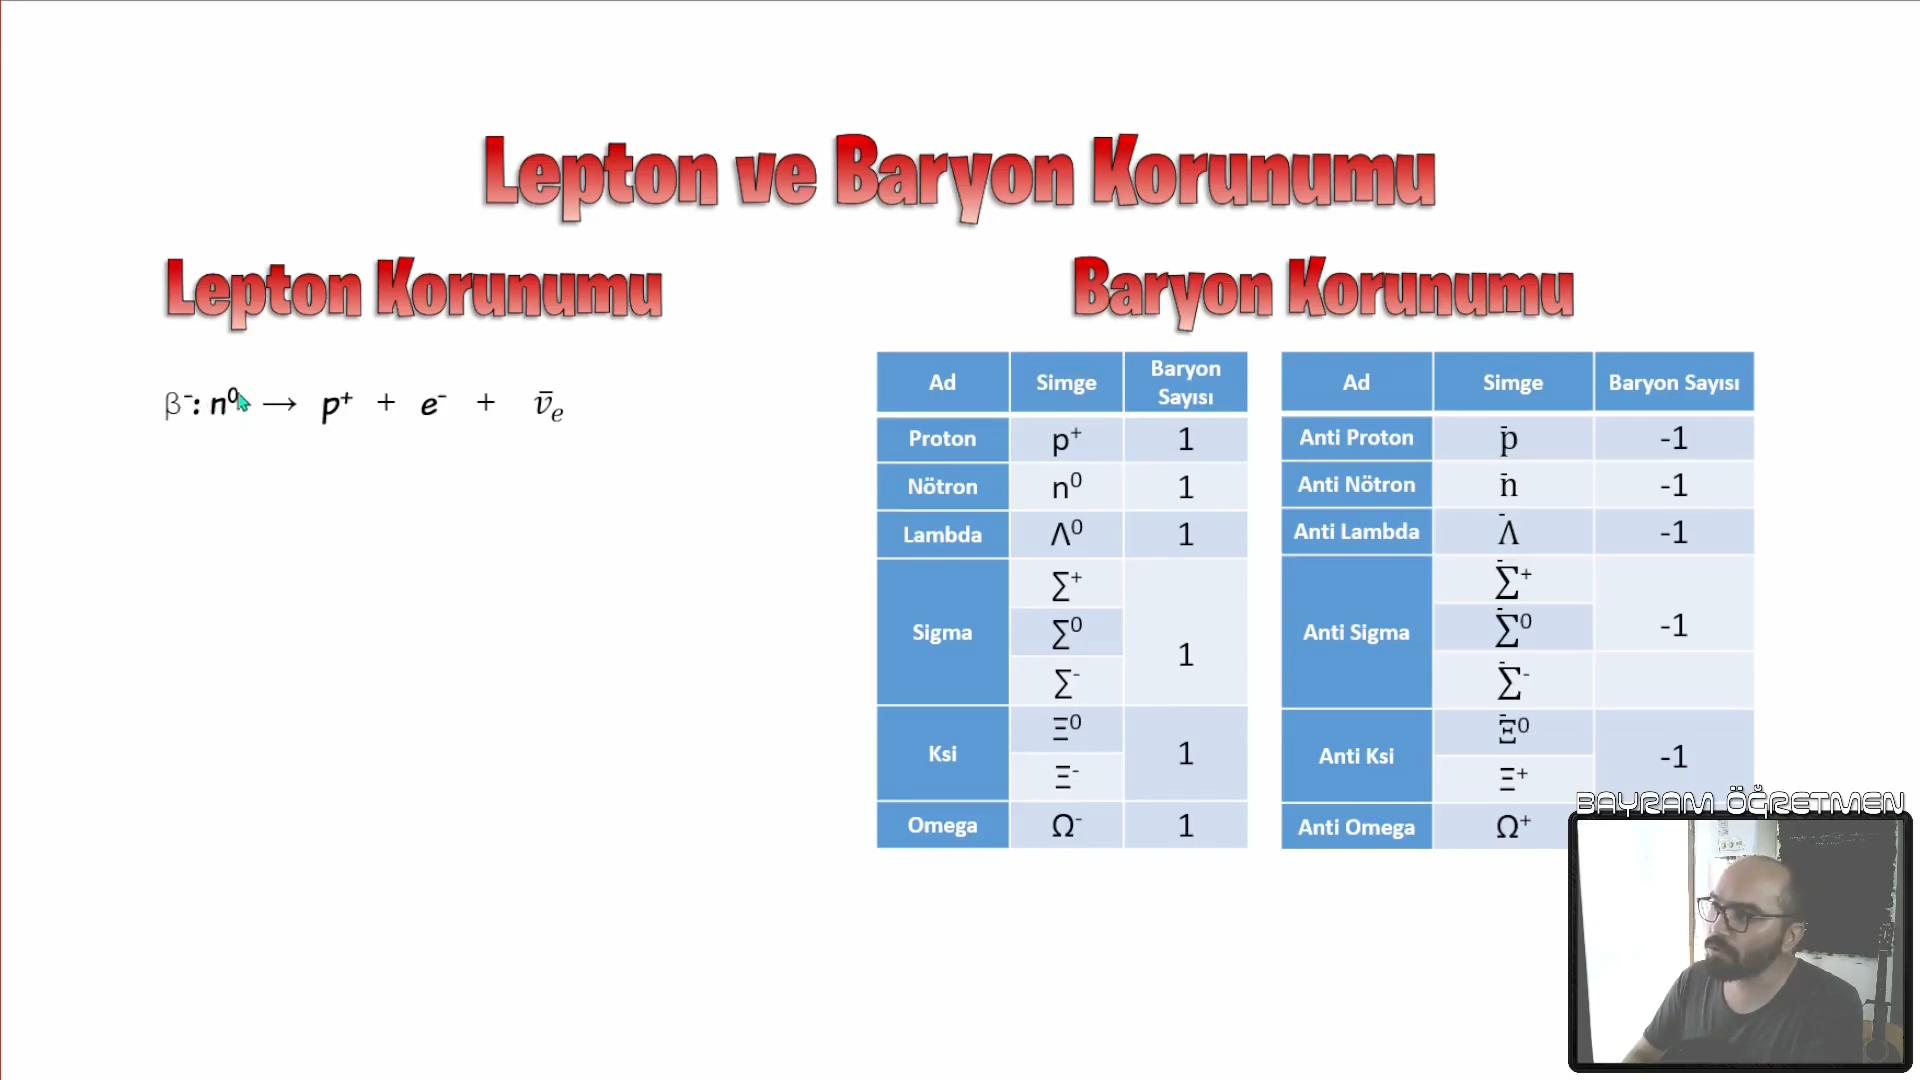 Lepton ve Baryon Korunumu
Lepton Korunumu
β⁻: n⁰ → p⁺ + e⁻ + v̄ₑ
Baryon Korunumu
Ad Simge Baryon Sayısı
Proton p⁺ 1
Nötron n⁰ 1
Lambda Λ⁰ 1
Sigma ∑⁺ ∑⁰ ∑⁻ 1
Ksi Ξ⁰ Ξ⁻ 1
Omega Ω⁻ 1
Ad Simge Baryon Sayısı
Anti Proton p̄ -1
Anti Nötron n̄ -1
Anti Lambda Λ̄ -1
Anti Sigma ∑̄⁺ ∑̄⁰ ∑̄⁻ -1
Anti Ksi Ξ̄⁰ Ξ⁺ -1
Anti Omega Ω⁺
BAYRAM ÖĞRETMEN